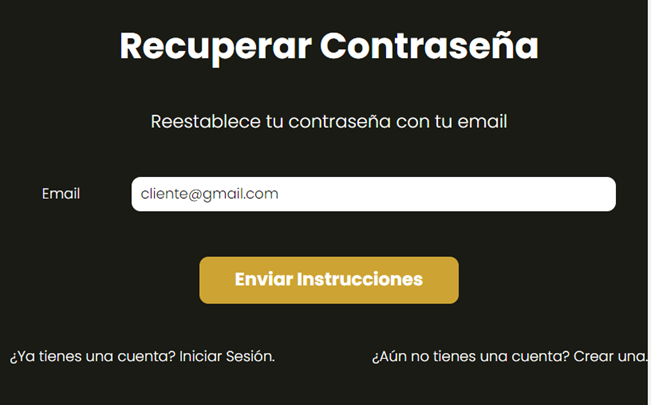 Recuperar Contraseña
Reestablece tu contraseña con tu email
Email
cliente@gmail.com
Enviar Instrucciones
¿Ya tienes una cuenta? Iniciar Sesión.
¿Aún no tienes una cuenta? Crear una.